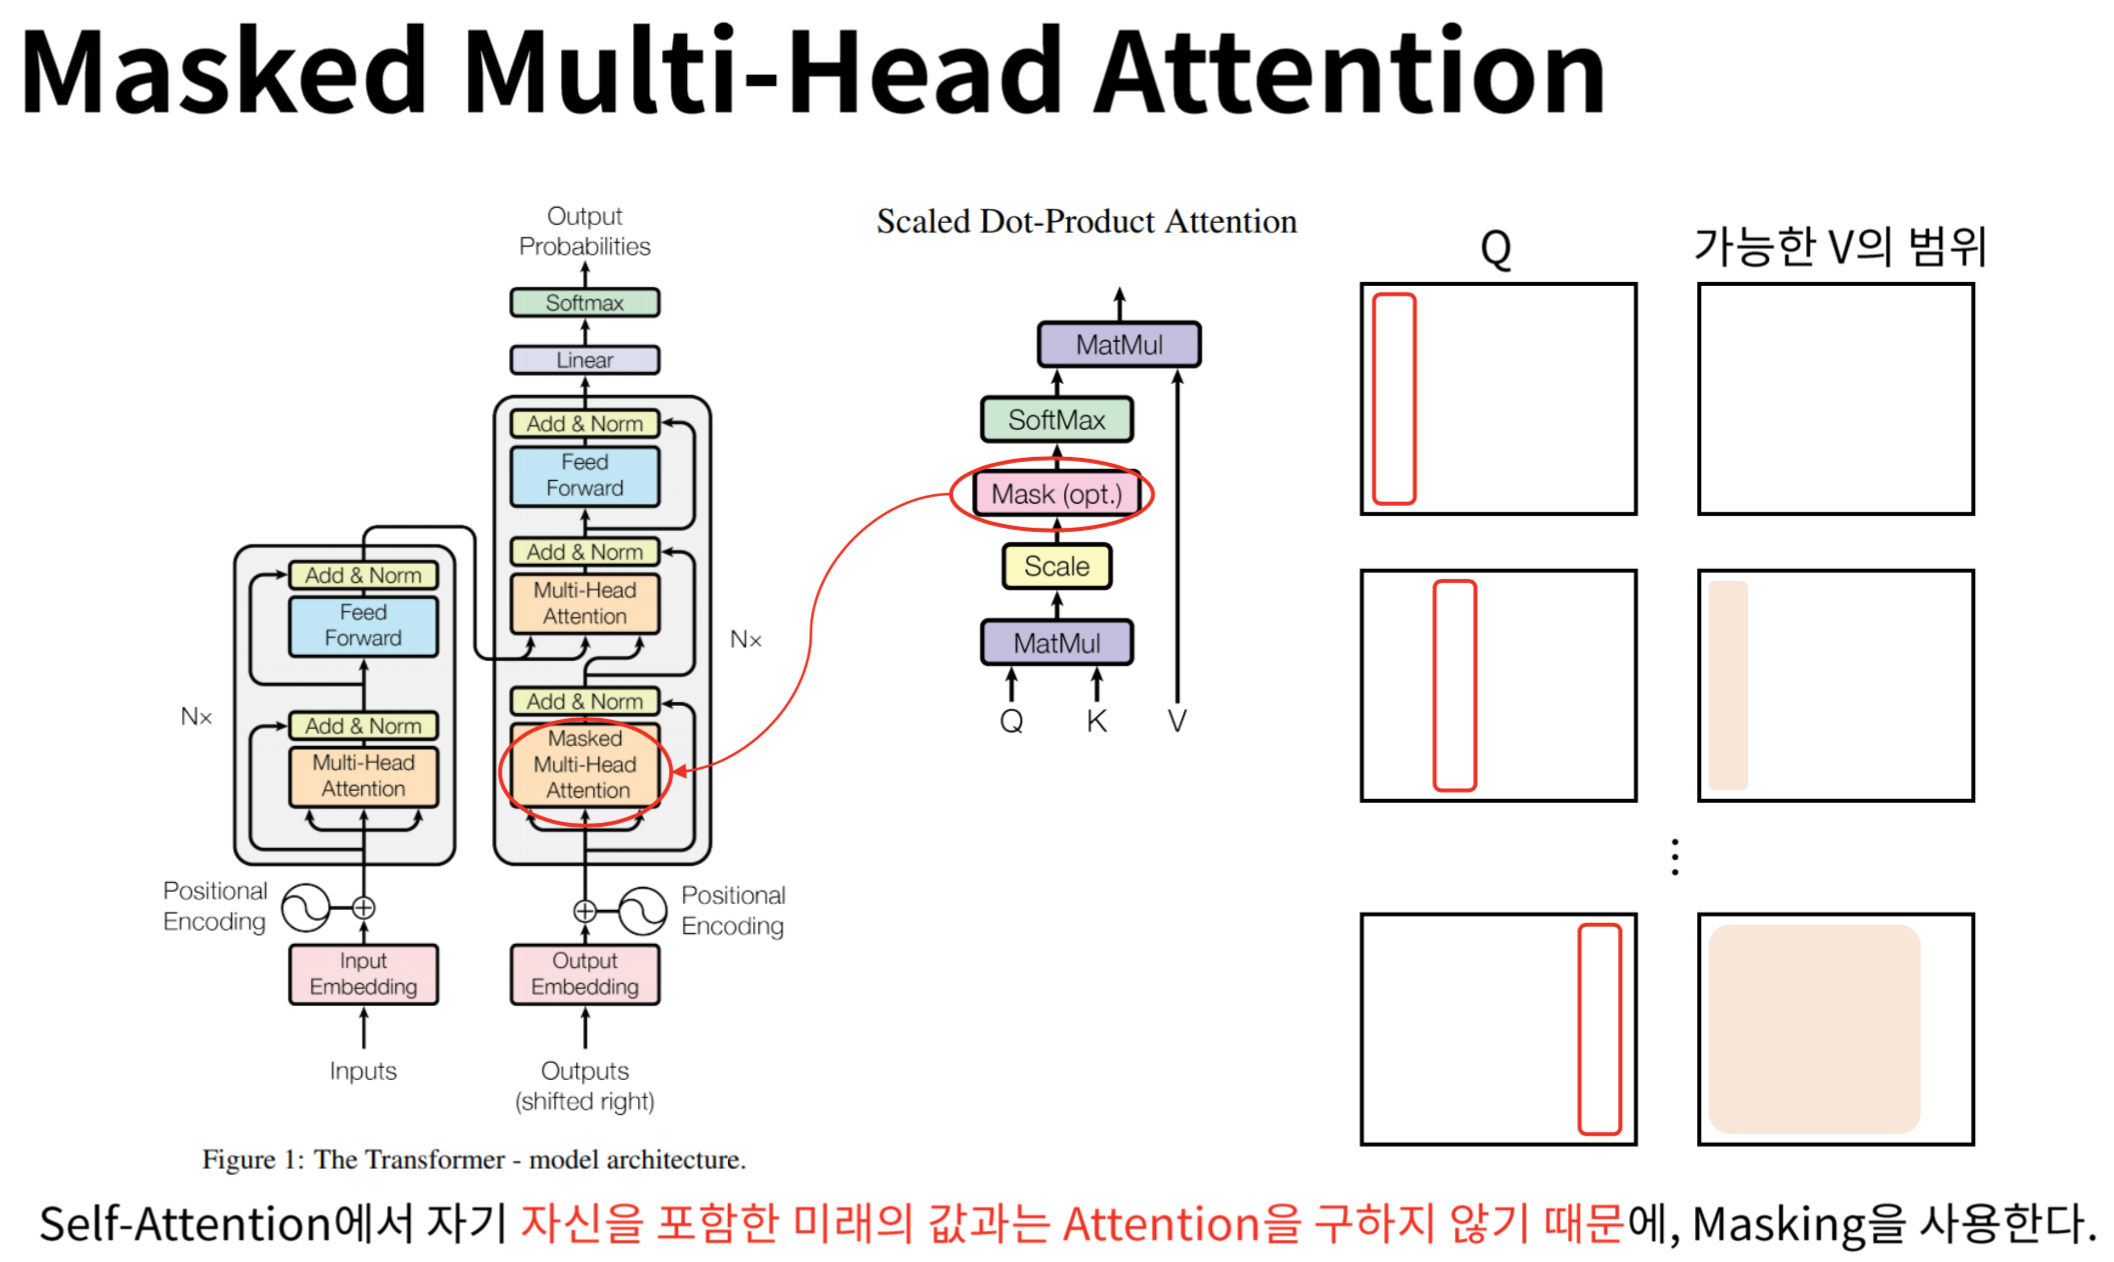 Masked Multi-Head Attention
Output
Probabilities
Softmax
Linear
Add & Norm
Feed
Forward
Add & Norm
Multi-Head
Attention
Add & Norm
Masked
Multi-Head
Attention
Nx
Add & Norm
Feed
Forward
Nx
Add & Norm
Multi-Head
Attention
Positional
Encoding
Positional
Encoding
Input
Embedding
Output
Embedding
Inputs
Outputs
(shifted right)
Figure 1: The Transformer - model architecture.
Scaled Dot-Product Attention
MatMul
SoftMax
Mask (opt.)
Scale
MatMul
Q
K
V
Q
가능한 V의 범위
⋮
Self-Attention에서 자기 자신을 포함한 미래의 값과는 Attention을 구하지 않기 때문에, Masking을 사용한다.